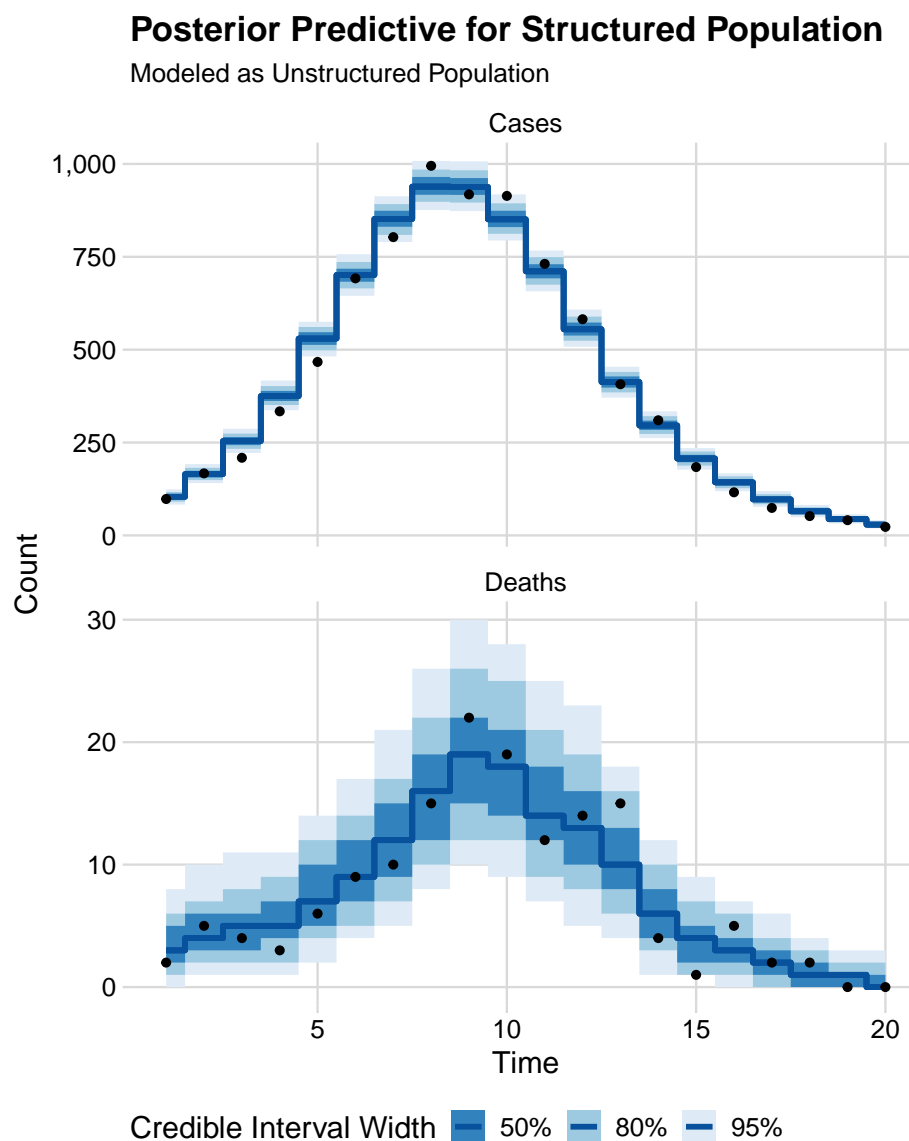 Posterior Predictive for Structured Population
Modeled as Unstructured Population
Cases
1,000
750
500
250
0
Count
Deaths
30
20
10
0
5 10 15 20
Time
Credible Interval Width 50% 80% 95%